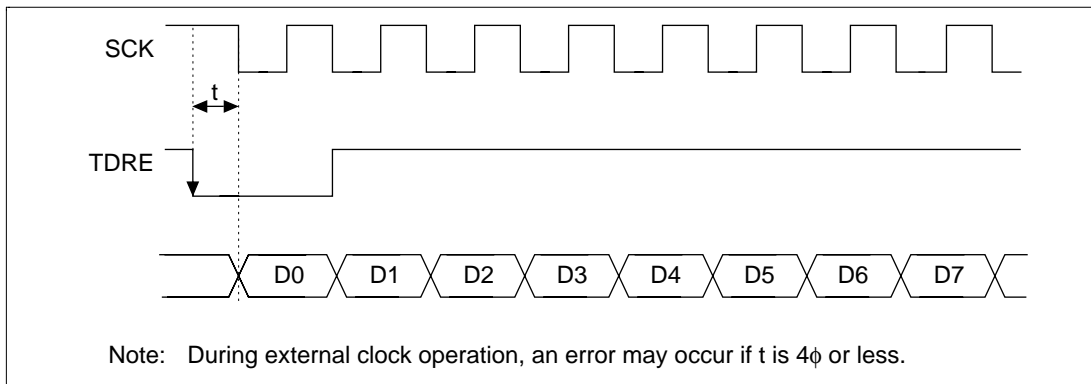 SCK
t
TDRE
D0 D1 D2 D3 D4 D5 D6 D7
Note: During external clock operation, an error may occur if t is 4ϕ or less.